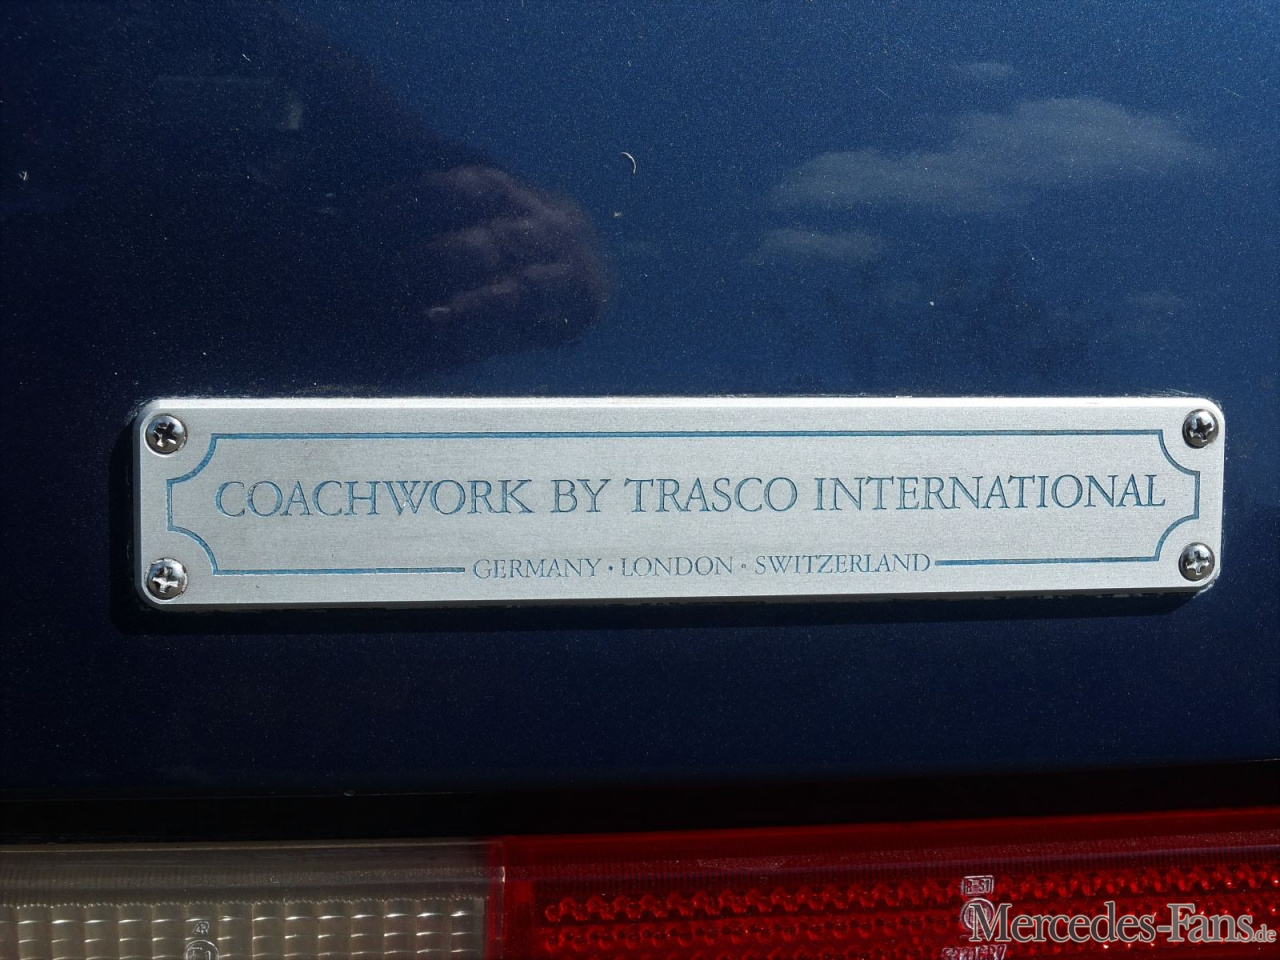 COACHWORK BY TRASCO INTERNATIONAL
GERMANY · LONDON · SWITZERLAND
Mercedes-Fans.de